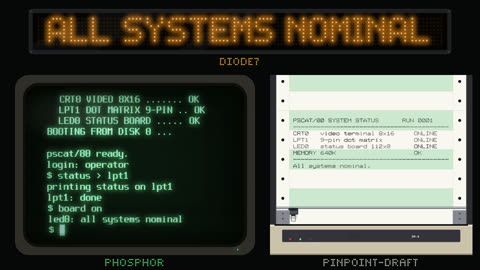 ALL SYSTEMS NOMINAL
DIODE7
CRT0 VIDEO 8X16 ....... OK
LPT1 DOT MATRIX 9-PIN .. OK
LED0 STATUS BOARD ..... OK
BOOTING FROM DISK 0 ...
pscat/80 ready.
login: operator
$ status > lpt1
printing status on lpt1
lpt1: done
$ board on
led0: all systems nominal
$
PHOSPHOR
PSCAT/80 SYSTEM STATUS RUN 0001
CRT0 video terminal 8x16 ONLINE
LPT1 9-pin dot matrix ONLINE
LED0 status board 112x8 ONLINE
MEMORY 640K OK
All systems nominal.
PINPOINT-DRAFT